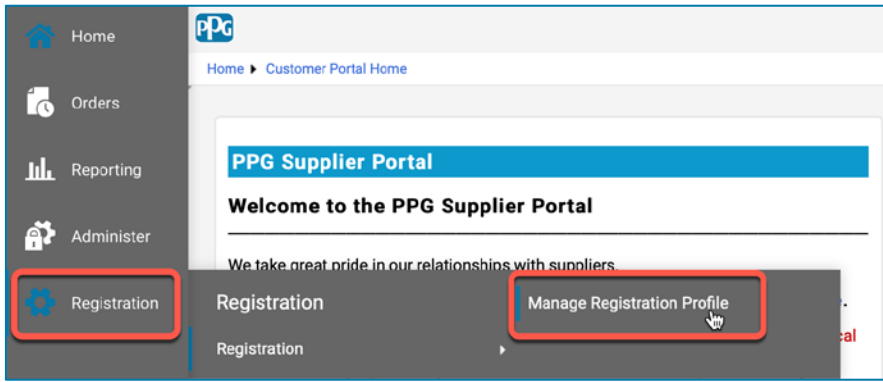 Home
PPG
Home ▸ Customer Portal Home
Orders
Reporting
PPG Supplier Portal
Welcome to the PPG Supplier Portal
Administer
We take great pride in our relationships with suppliers.
Registration
Registration
Manage Registration Profile
Registration